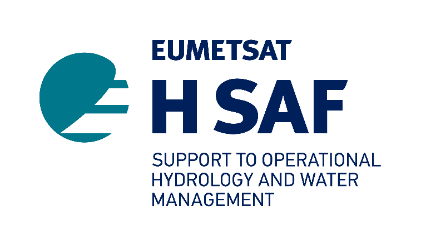 EUMETSAT
H SAF
SUPPORT TO OPERATIONAL
HYDROLOGY AND WATER
MANAGEMENT